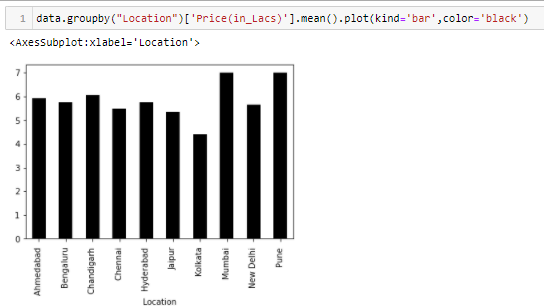 1 data.groupby("Location")['Price(in_Lacs)'].mean().plot(kind='bar',color='black')
<AxesSubplot:xlabel='Location'>
7
6
5
4
3
2
1
0
Ahmedabad
Bengaluru
Chandigarh
Chennai
Hyderabad
Jaipur
Kolkata
Mumbai
New Delhi
Pune
Location